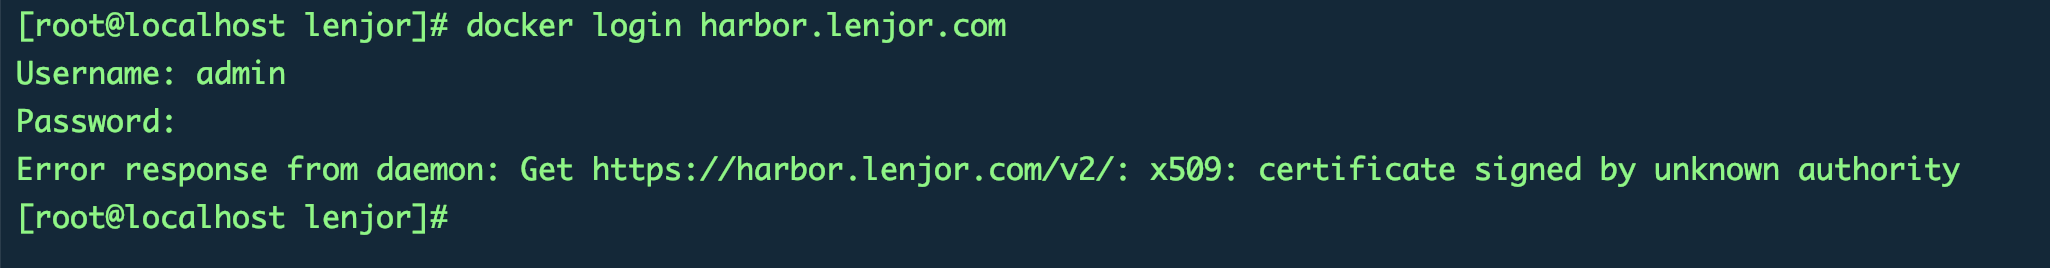 [root@localhost lenjor]# docker login harbor.lenjor.com
Username: admin
Password:
Error response from daemon: Get https://harbor.lenjor.com/v2/: x509: certificate signed by unknown authority
[root@localhost lenjor]#